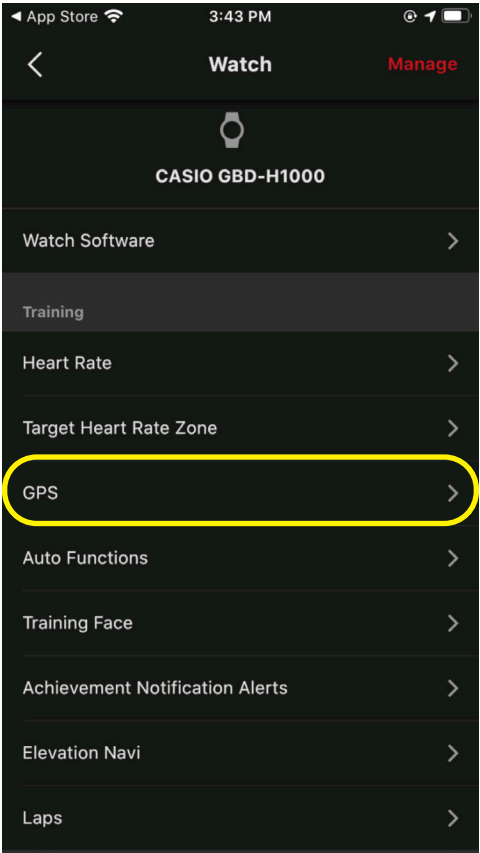 App Store 3:43 PM
Watch Manage
CASIO GBD-H1000
Watch Software
Training
Heart Rate
Target Heart Rate Zone
GPS
Auto Functions
Training Face
Achievement Notification Alerts
Elevation Navi
Laps